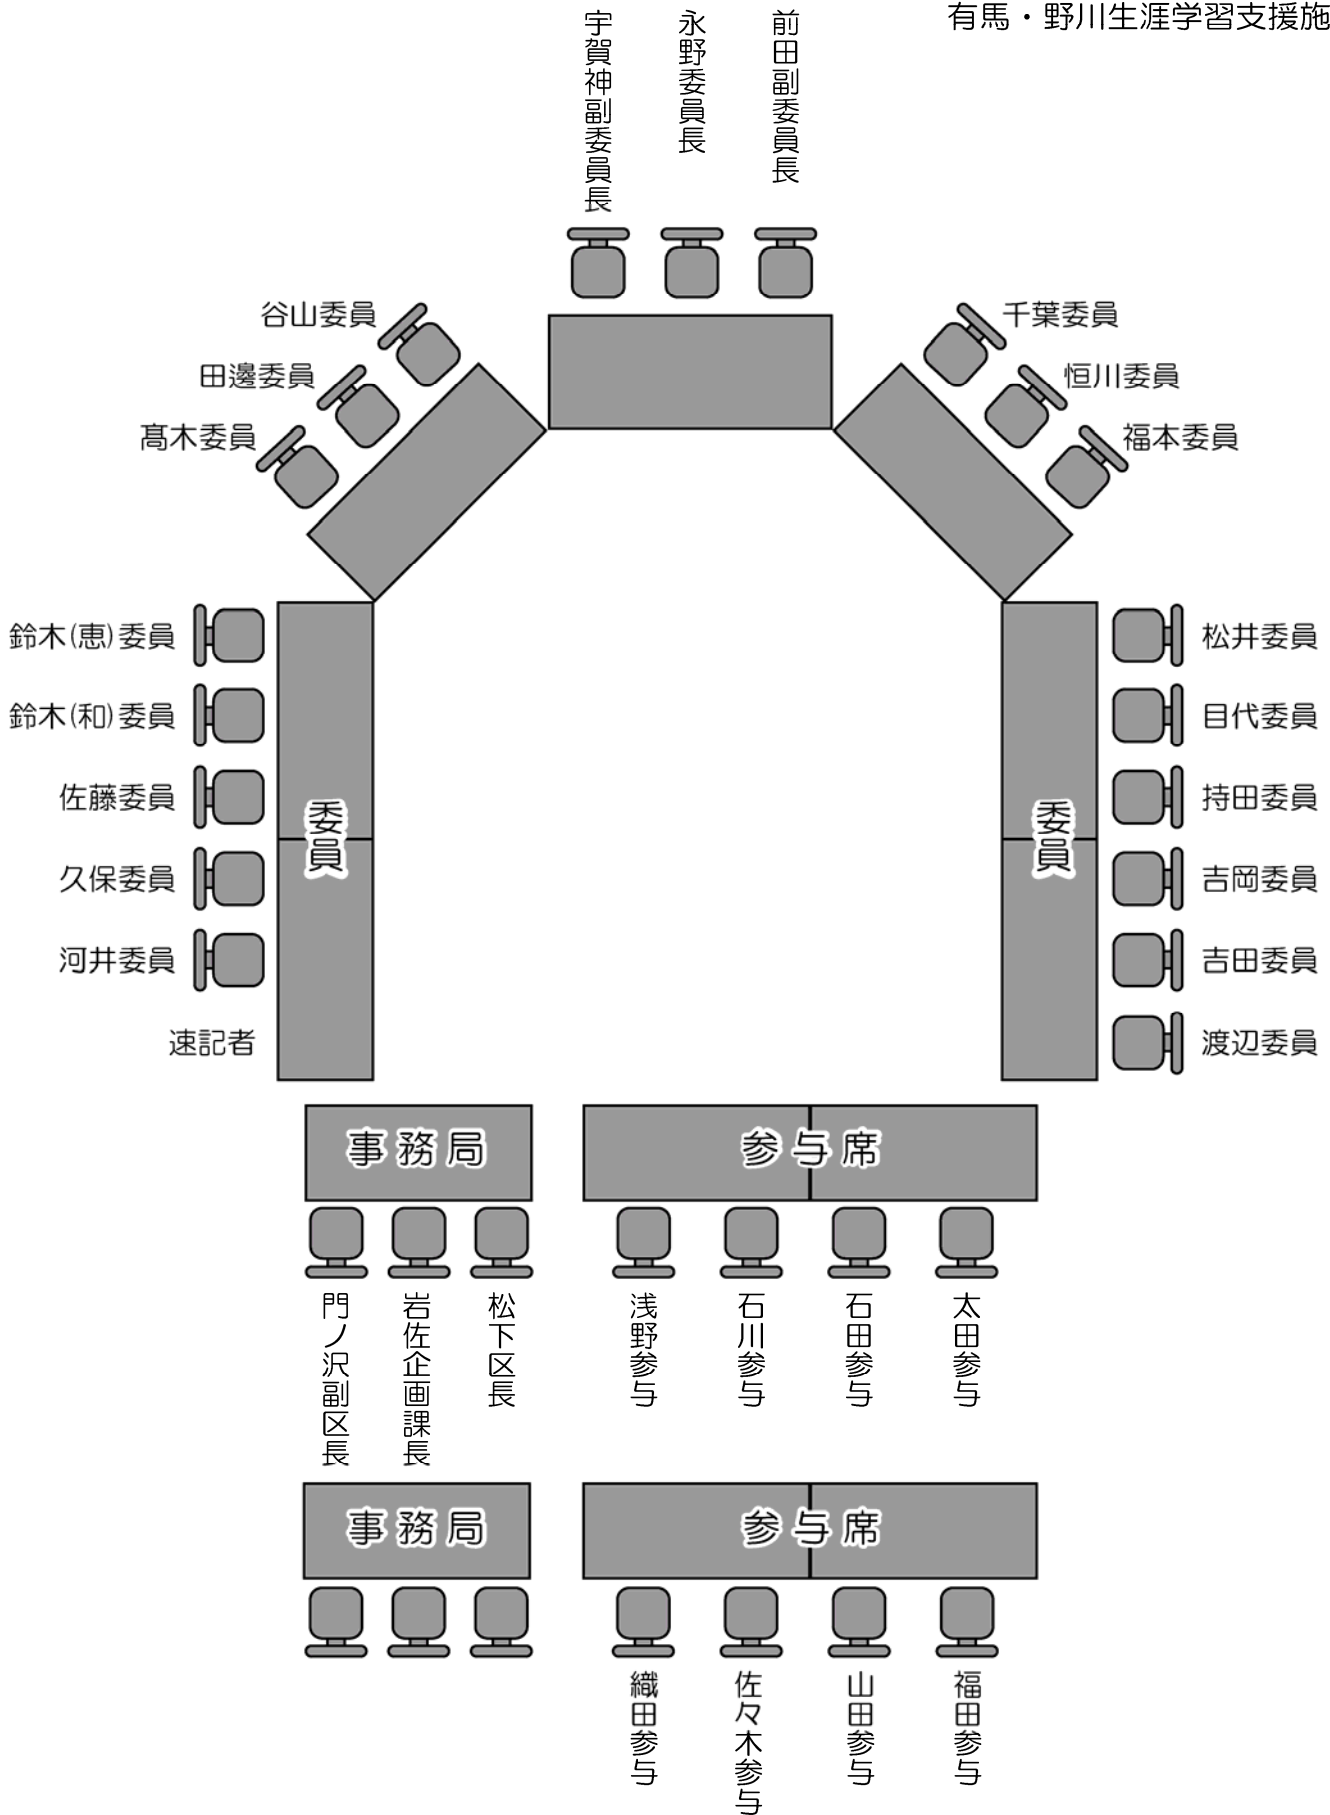 有馬・野川生涯学習支援施
宇賀神副委員長
永野委員長
前田副委員長
谷山委員
田邊委員
髙木委員
千葉委員
恒川委員
福本委員
鈴木(恵)委員
鈴木(和)委員
佐藤委員
久保委員
河井委員
速記者
委員
委員
松井委員
目代委員
持田委員
吉岡委員
吉田委員
渡辺委員
事務局
参与席
門ノ沢副区長
岩佐企画課長
松下区長
浅野参与
石川参与
石田参与
太田参与
事務局
参与席
織田参与
佐々木参与
山田参与
福田参与